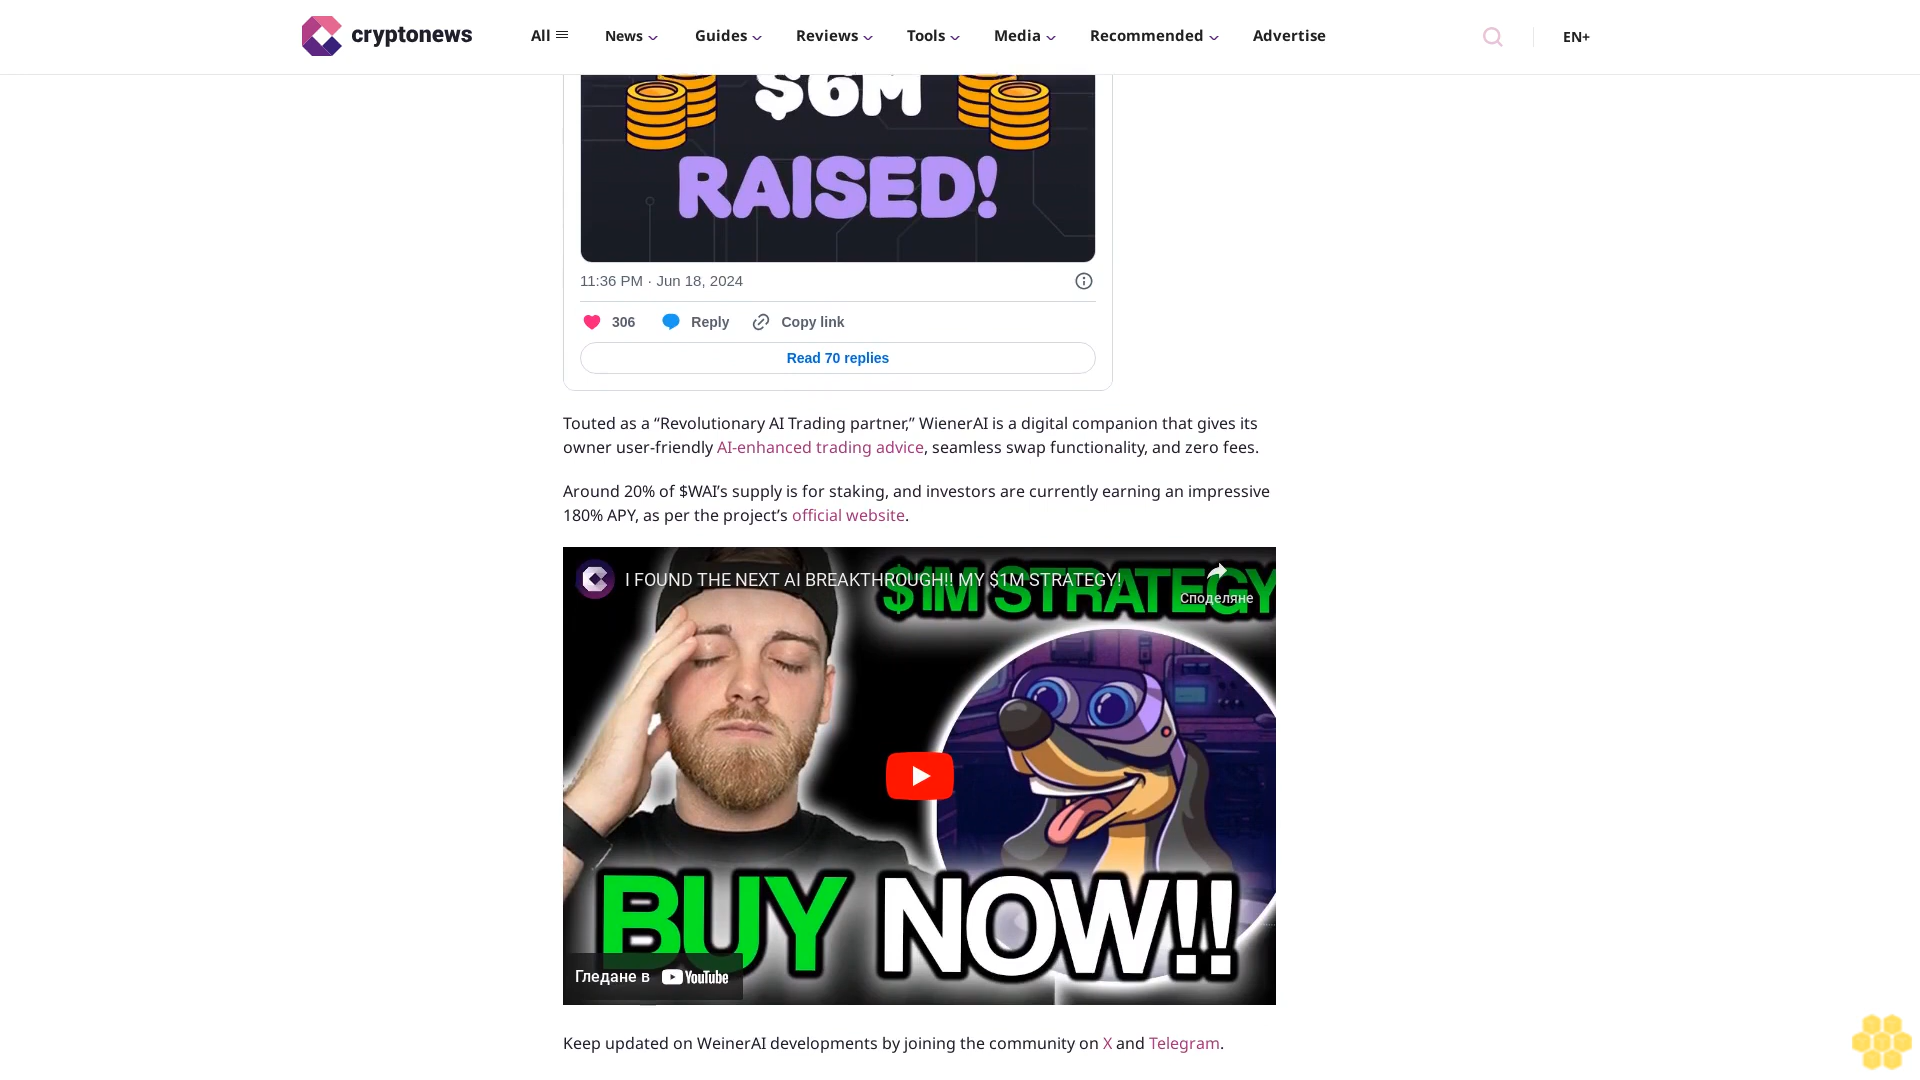 cryptonews
All
News
Guides
Reviews
Tools
Media
Recommended
Advertise
EN+
$6M
RAISED!
11:36 PM · Jun 18, 2024
306
Reply
Copy link
Read 70 replies
Touted as a “Revolutionary AI Trading partner,” WienerAI is a digital companion that gives its
owner user-friendly AI-enhanced trading advice, seamless swap functionality, and zero fees.
Around 20% of $WAI’s supply is for staking, and investors are currently earning an impressive
180% APY, as per the project’s official website.
I FOUND THE NEXT AI BREAKTHROUGH!! MY $1M STRATEGY!
$1M STRATEGY
Споделяне
BUY NOW!!
Гледане в YouTube
Keep updated on WeinerAI developments by joining the community on X and Telegram.